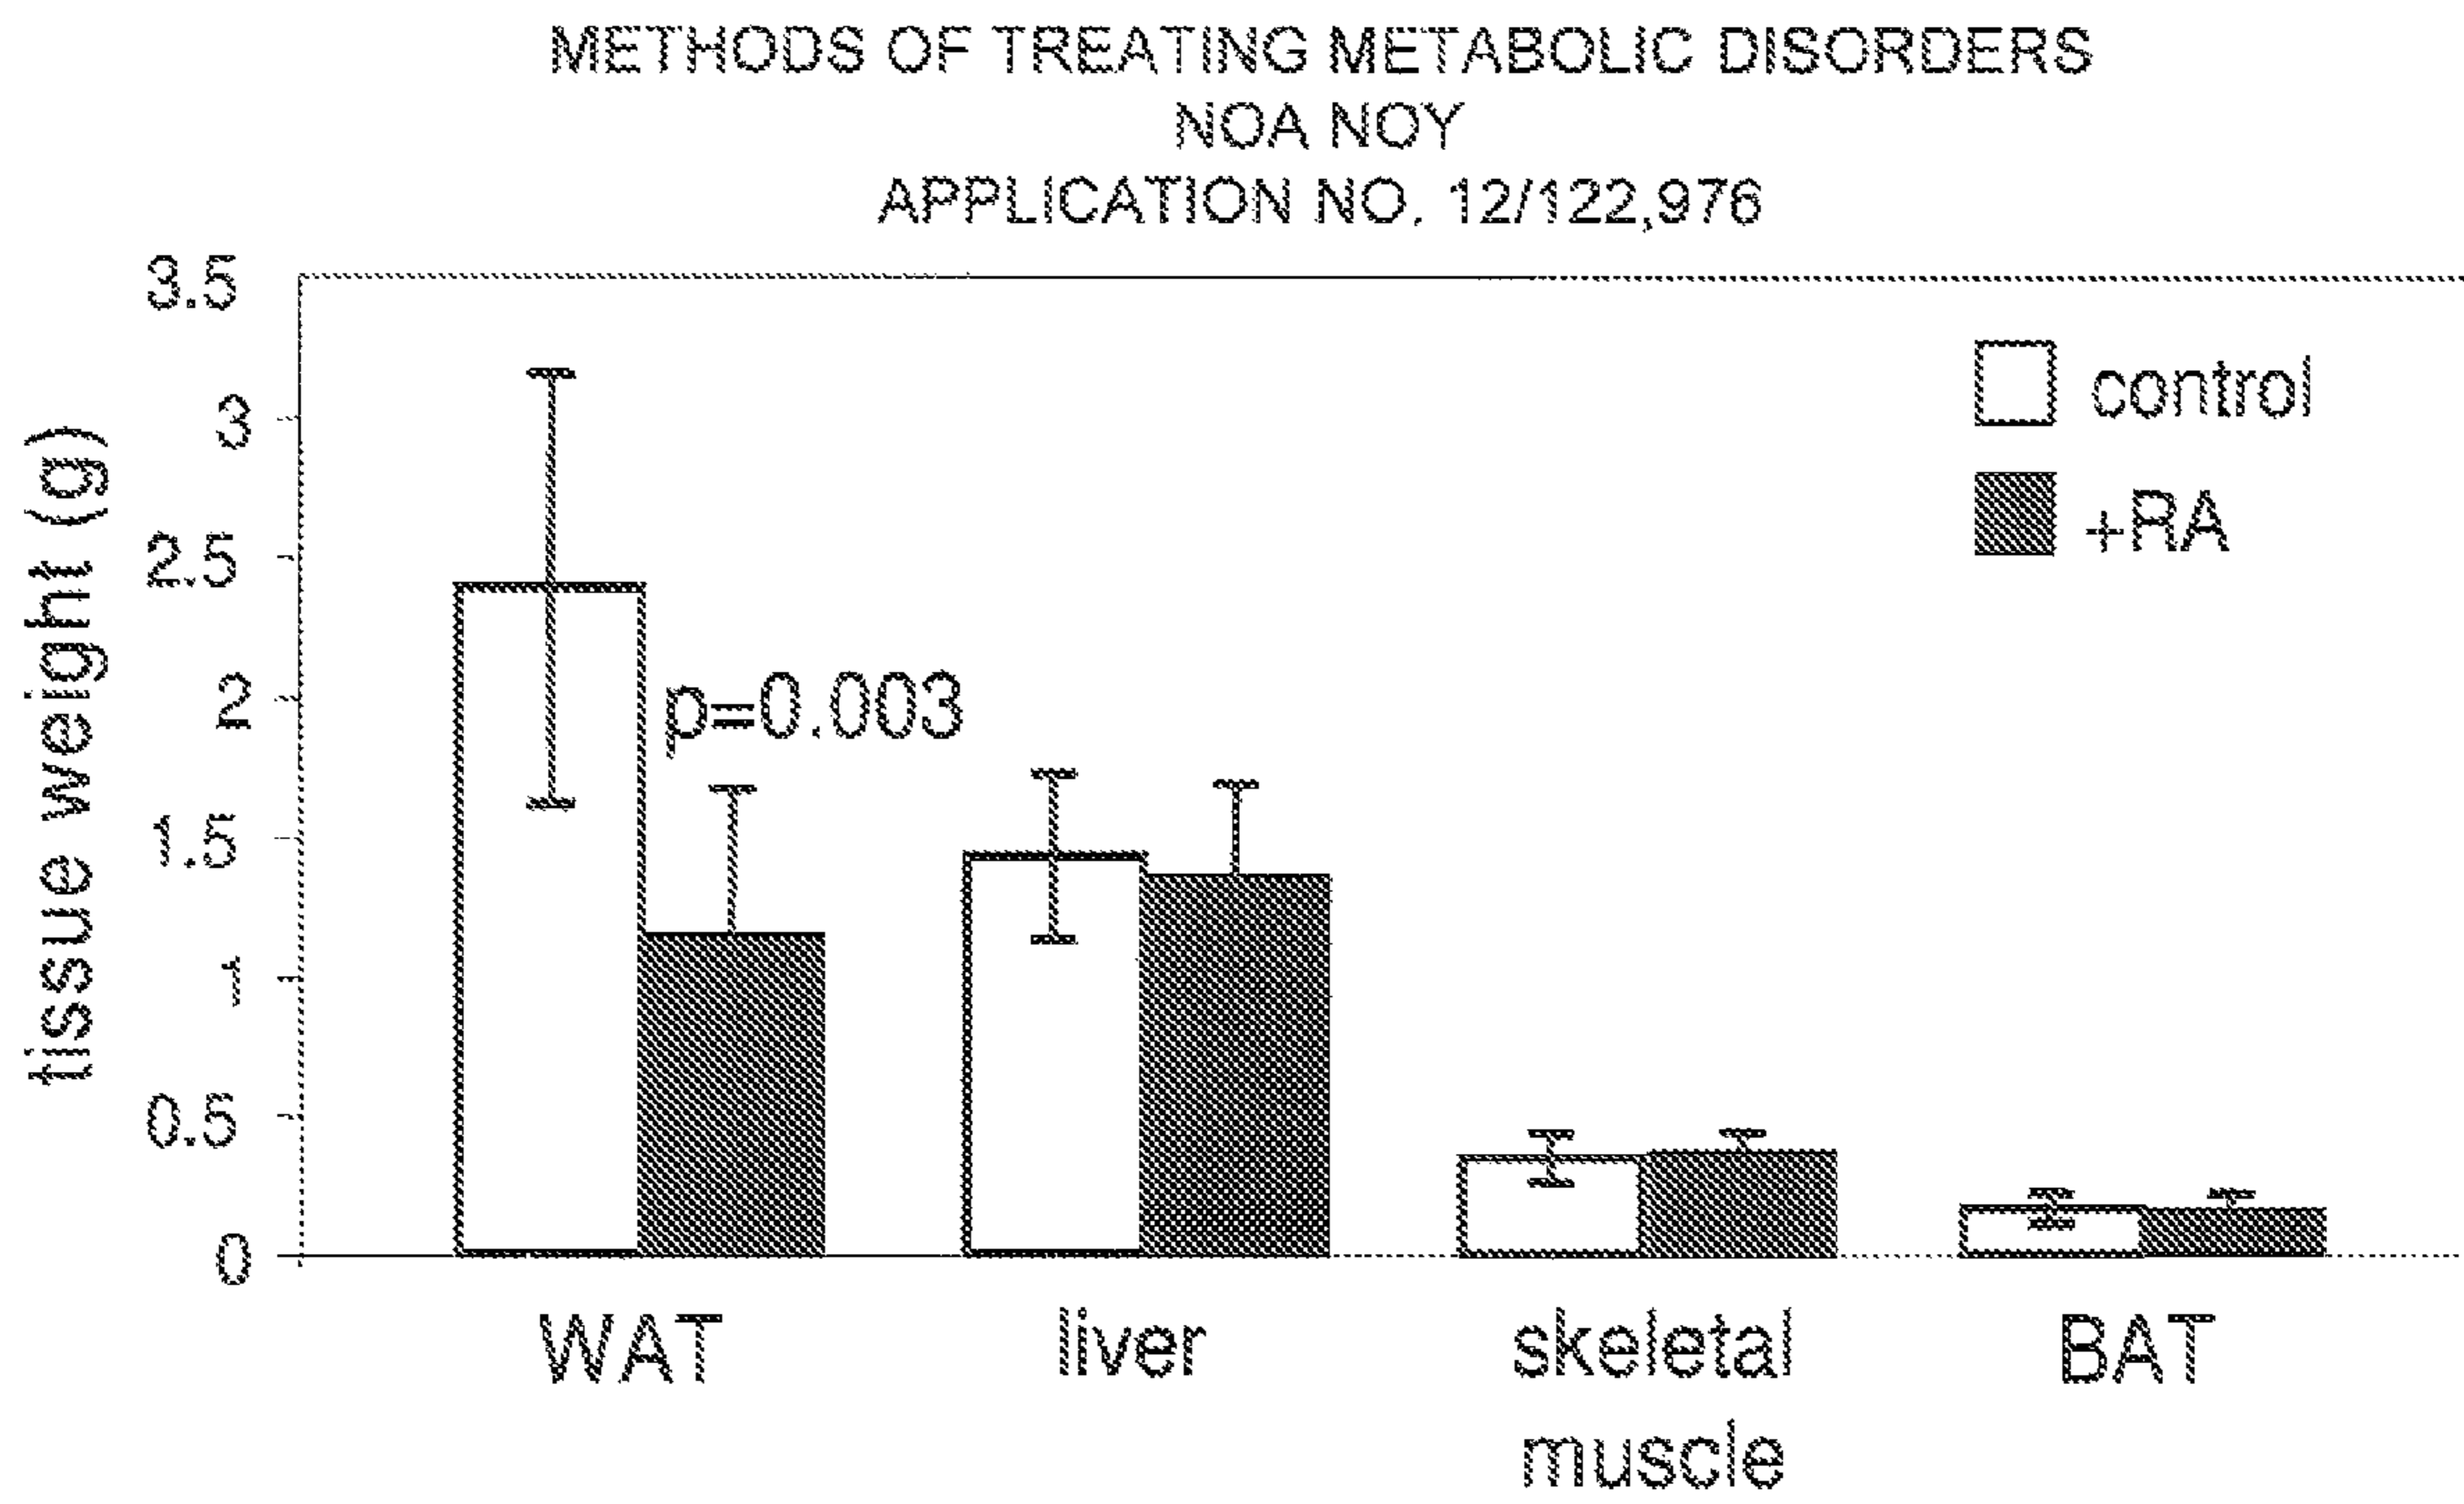 METHODS OF TREATING METABOLIC DISORDERS
NOA NOY
APPLICATION NO. 12/122,976
3.5
3
2.5
2
1.5
1
0.5
0
tissue weight (g)
control
+RA
p=0.003
WAT
liver
skeletal
muscle
BAT